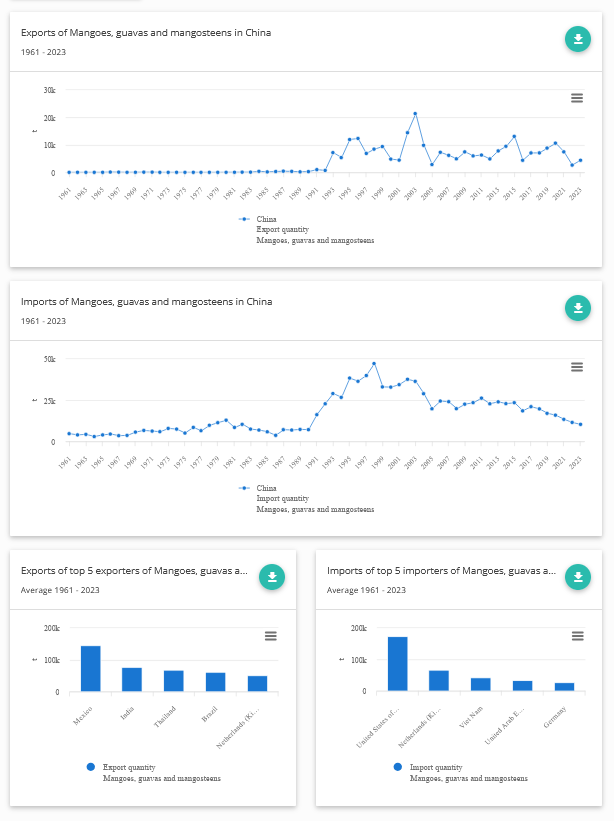 Exports of Mangoes, guavas and mangosteens in China
1961 - 2023
30k
20k
10k
0
t
1961 1963 1965 1967 1969 1971 1973 1975 1977 1979 1981 1983 1985 1987 1989 1991 1993 1995 1997 1999 2001 2003 2005 2007 2009 2011 2013 2015 2017 2019 2021 2023
China
Export quantity
Mangoes, guavas and mangosteens
Imports of Mangoes, guavas and mangosteens in China
1961 - 2023
50k
25k
0
t
1961 1963 1965 1967 1969 1971 1973 1975 1977 1979 1981 1983 1985 1987 1989 1991 1993 1995 1997 1999 2001 2003 2005 2007 2009 2011 2013 2015 2017 2019 2021 2023
China
Import quantity
Mangoes, guavas and mangosteens
Exports of top 5 exporters of Mangoes, guavas a...
Average 1961 - 2023
200k
100k
0
t
Mexico India Thailand Brazil Netherlands (Ki...
Export quantity
Mangoes, guavas and mangosteens
Imports of top 5 importers of Mangoes, guavas a...
Average 1961 - 2023
200k
100k
0
t
United States of... Netherlands (Ki... Viet Nam United Arab E... Germany
Import quantity
Mangoes, guavas and mangosteens